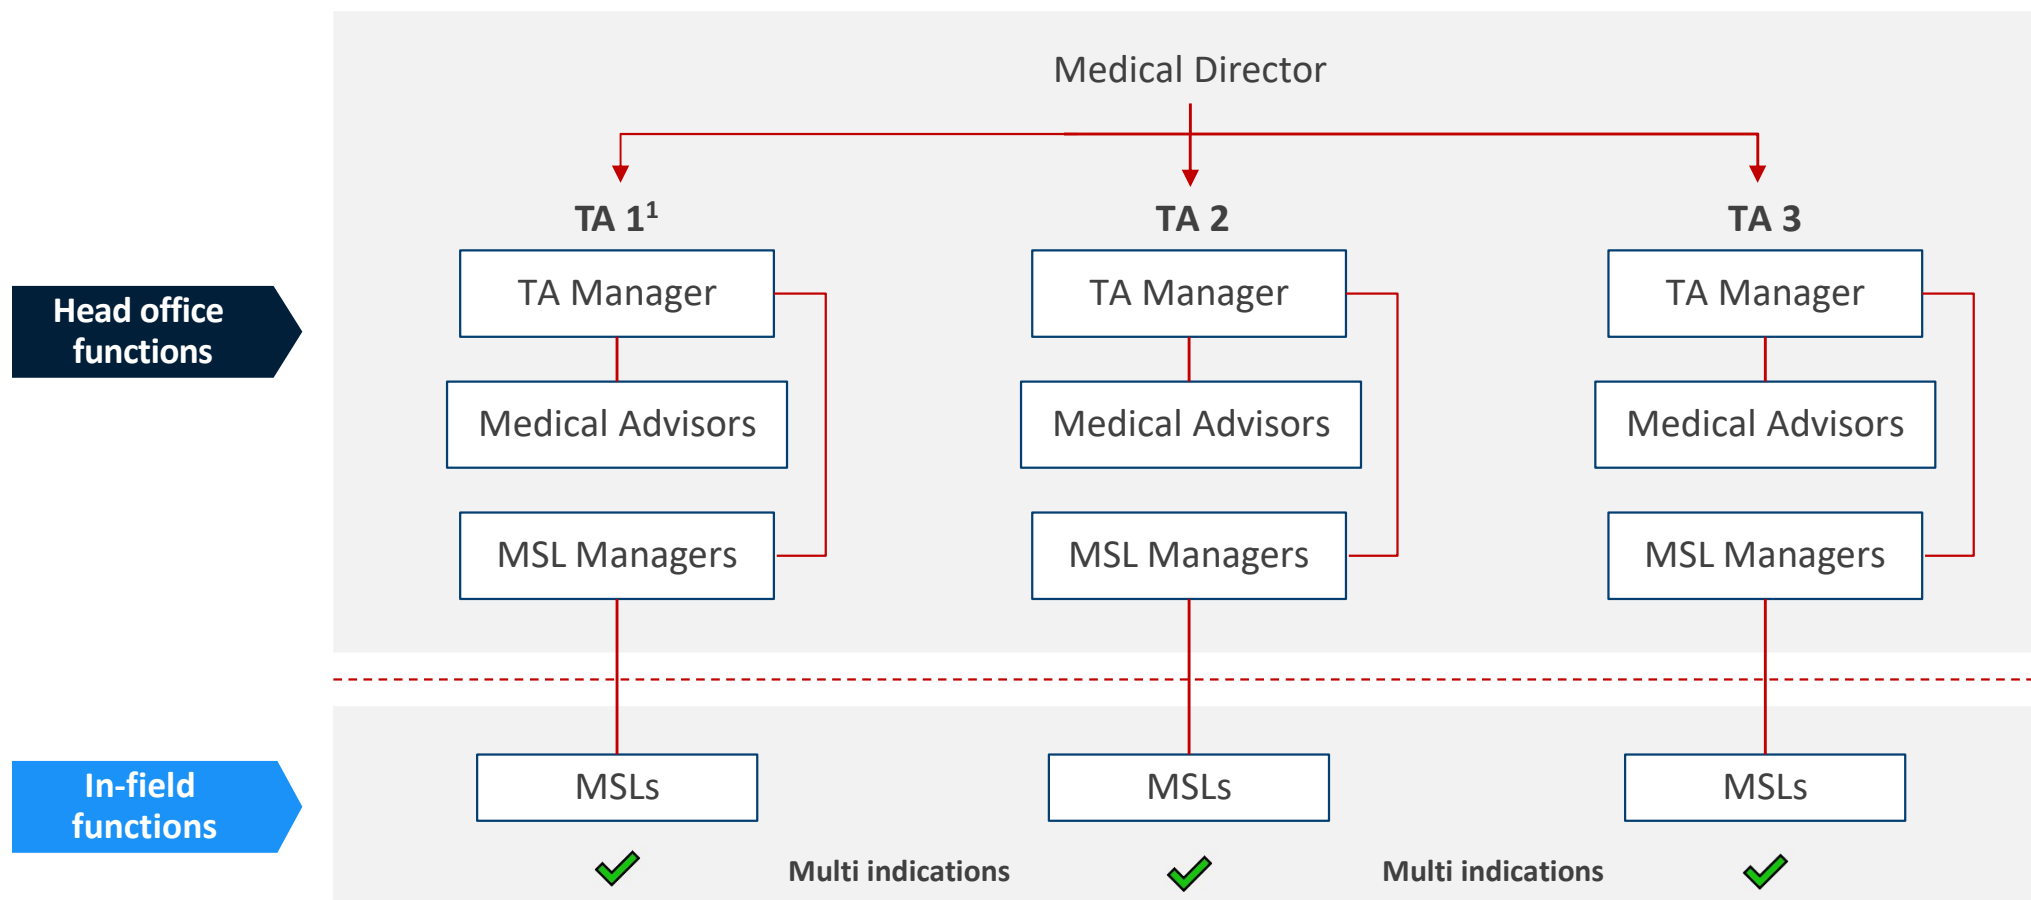 Medical Director
TA 1¹
TA 2
TA 3
TA Manager
TA Manager
TA Manager
Head office
functions
Medical Advisors
Medical Advisors
Medical Advisors
MSL Managers
MSL Managers
MSL Managers
MSLs
MSLs
MSLs
In-field
functions
Multi indications
Multi indications